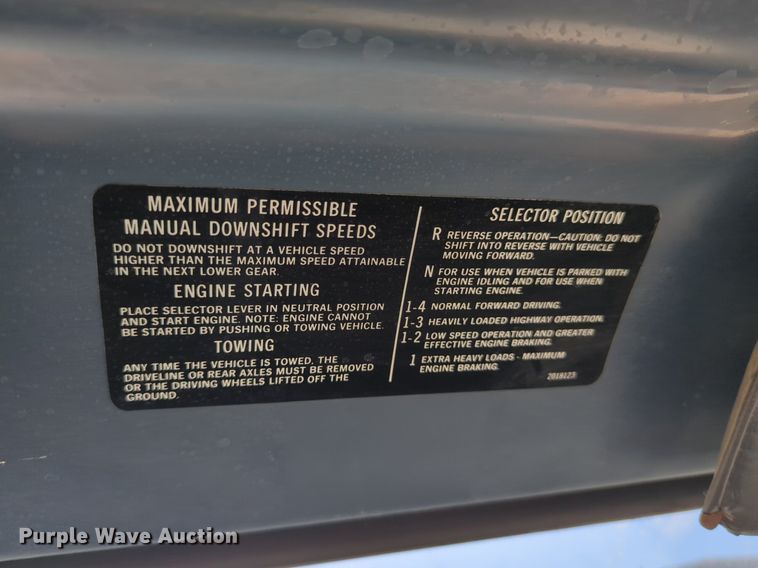 MAXIMUM PERMISSIBLE
MANUAL DOWNSHIFT SPEEDS
DO NOT DOWNSHIFT AT A VEHICLE SPEED
HIGHER THAN THE MAXIMUM SPEED ATTAINABLE
IN THE NEXT LOWER GEAR.
ENGINE STARTING
PLACE SELECTOR LEVER IN NEUTRAL POSITION
AND START ENGINE. NOTE: ENGINE CANNOT
BE STARTED BY PUSHING OR TOWING VEHICLE.
TOWING
ANY TIME THE VEHICLE IS TOWED, THE
DRIVELINE OR REAR AXLES MUST BE REMOVED
OR THE DRIVING WHEELS LIFTED OFF THE
GROUND.
SELECTOR POSITION
R REVERSE OPERATION—CAUTION: DO NOT
SHIFT INTO REVERSE WITH VEHICLE
MOVING FORWARD.
N FOR USE WHEN VEHICLE IS PARKED WITH
ENGINE IDLING AND FOR USE WHEN
STARTING ENGINE.
1-4 NORMAL FORWARD DRIVING.
1-3 HEAVILY LOADED HIGHWAY OPERATION.
1-2 LOW SPEED OPERATION AND GREATER
EFFECTIVE ENGINE BRAKING.
1 EXTRA HEAVY LOADS - MAXIMUM
ENGINE BRAKING.
2018123
Purple Wave Auction